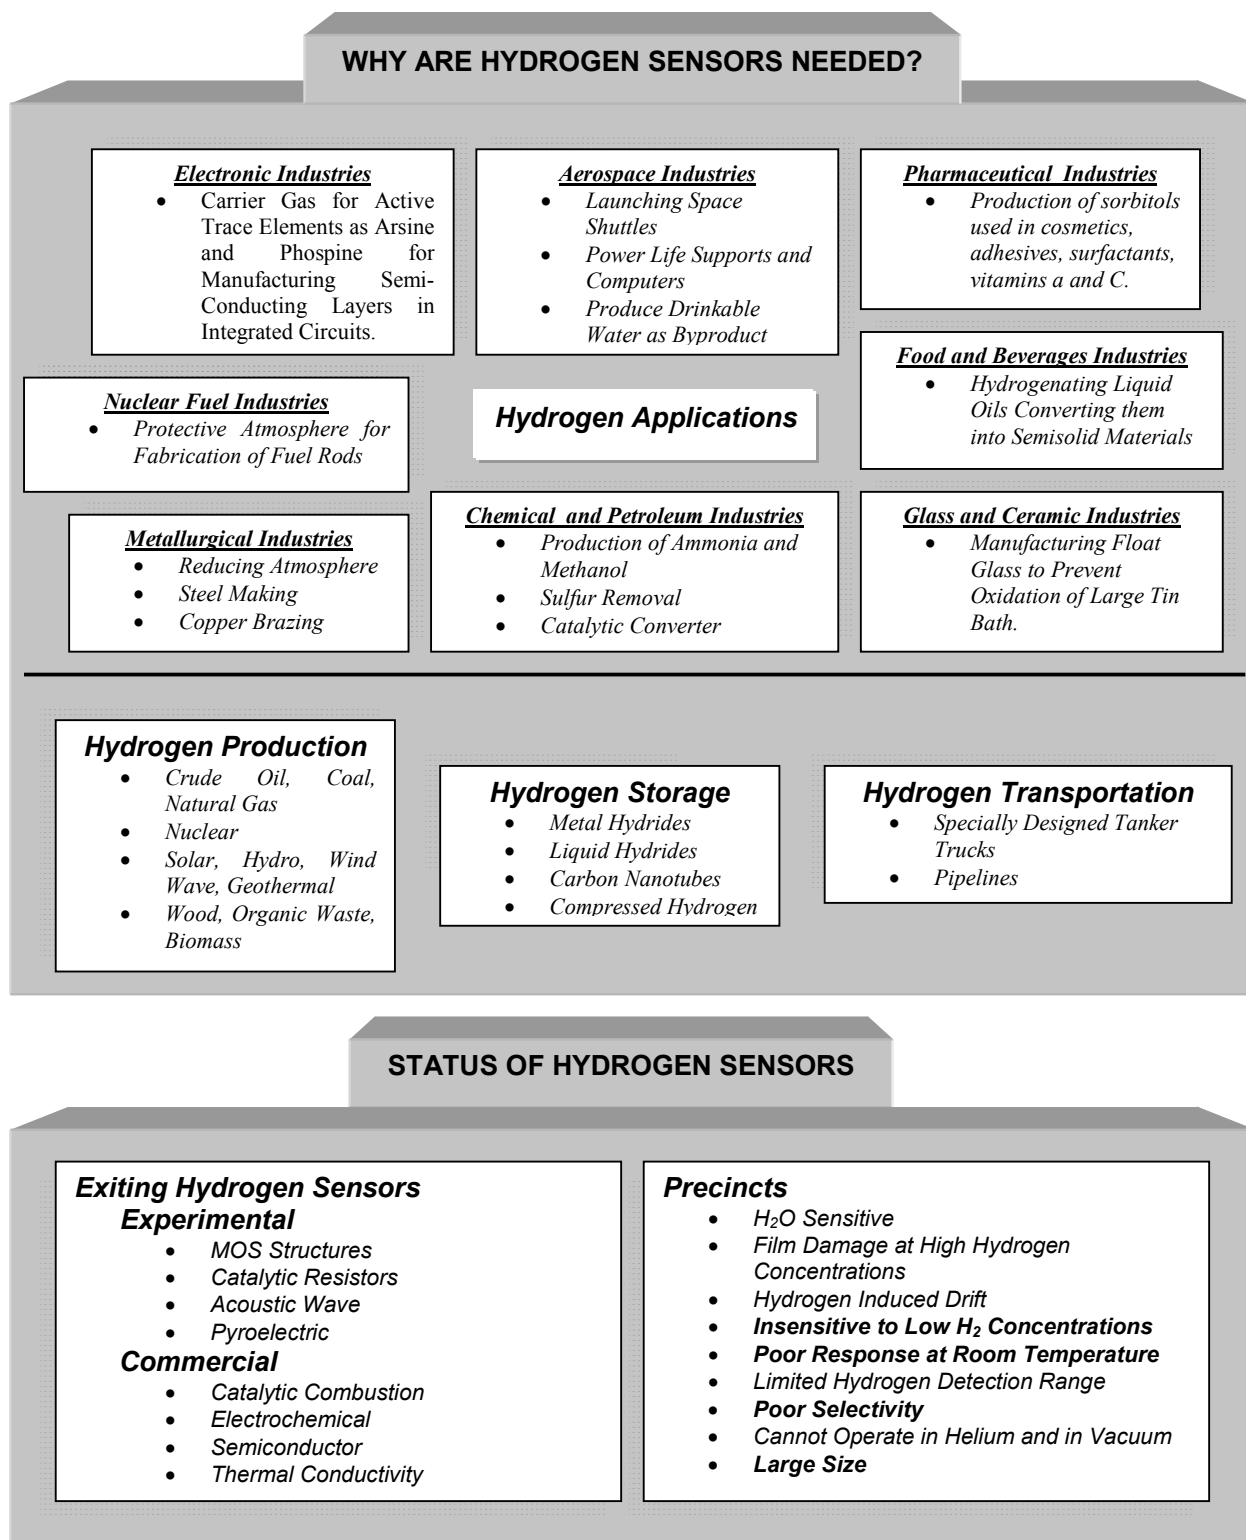 WHY ARE HYDROGEN SENSORS NEEDED?
Electronic Industries
• Carrier Gas for Active
Trace Elements as Arsine
and Phospine for
Manufacturing Semi-
Conducting Layers in
Integrated Circuits.
Aerospace Industries
• Launching Space
Shuttles
• Power Life Supports and
Computers
• Produce Drinkable
Water as Byproduct
Pharmaceutical Industries
• Production of sorbitols
used in cosmetics,
adhesives, surfactants,
vitamins a and C.
Nuclear Fuel Industries
• Protective Atmosphere for
Fabrication of Fuel Rods
Hydrogen Applications
Food and Beverages Industries
• Hydrogenating Liquid
Oils Converting them
into Semisolid Materials
Metallurgical Industries
• Reducing Atmosphere
• Steel Making
• Copper Brazing
Chemical and Petroleum Industries
• Production of Ammonia and
Methanol
• Sulfur Removal
• Catalytic Converter
Glass and Ceramic Industries
• Manufacturing Float
Glass to Prevent
Oxidation of Large Tin
Bath.
Hydrogen Production
• Crude Oil, Coal,
Natural Gas
• Nuclear
• Solar, Hydro, Wind
Wave, Geothermal
• Wood, Organic Waste,
Biomass
Hydrogen Storage
• Metal Hydrides
• Liquid Hydrides
• Carbon Nanotubes
• Compressed Hydrogen
Hydrogen Transportation
• Specially Designed Tanker
Trucks
• Pipelines
STATUS OF HYDROGEN SENSORS
Exiting Hydrogen Sensors
Experimental
• MOS Structures
• Catalytic Resistors
• Acoustic Wave
• Pyroelectric
Commercial
• Catalytic Combustion
• Electrochemical
• Semiconductor
• Thermal Conductivity
Precincts
• H₂O Sensitive
• Film Damage at High Hydrogen
Concentrations
• Hydrogen Induced Drift
• Insensitive to Low H₂ Concentrations
• Poor Response at Room Temperature
• Limited Hydrogen Detection Range
• Poor Selectivity
• Cannot Operate in Helium and in Vacuum
• Large Size